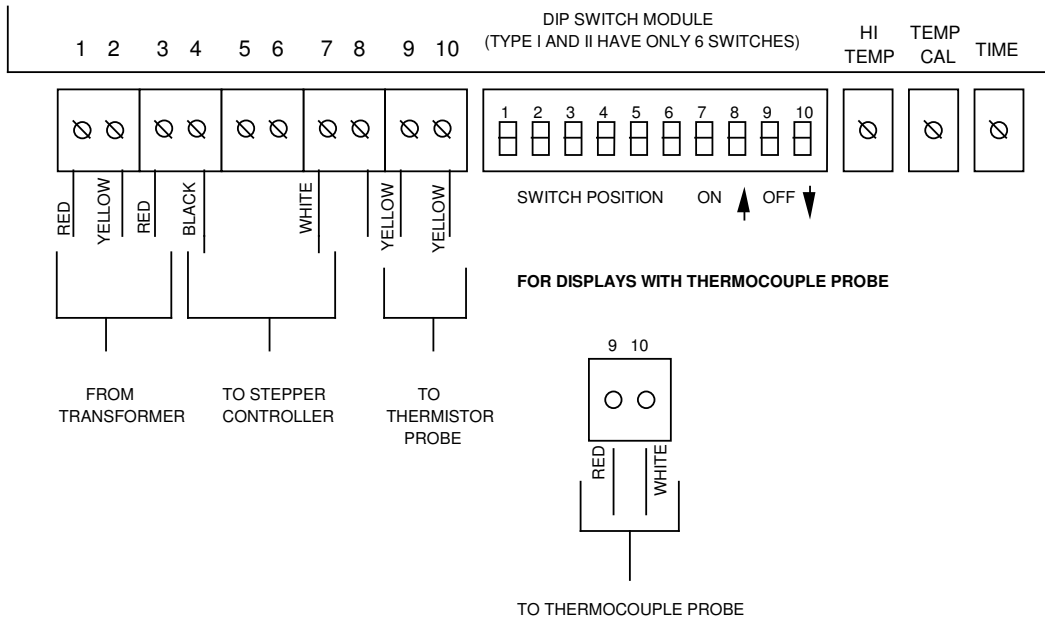 DIP SWITCH MODULE
(TYPE I AND II HAVE ONLY 6 SWITCHES)
1 2 3 4 5 6 7 8 9 10
HI
TEMP
TEMP
CAL
TIME
1 2 3 4 5 6 7 8 9 10
RED
YELLOW
RED
BLACK
WHITE
YELLOW
YELLOW
SWITCH POSITION ON OFF
FOR DISPLAYS WITH THERMOCOUPLE PROBE
FROM
TRANSFORMER
TO STEPPER
CONTROLLER
TO
THERMISTOR
PROBE
9 10
RED
WHITE
TO THERMOCOUPLE PROBE